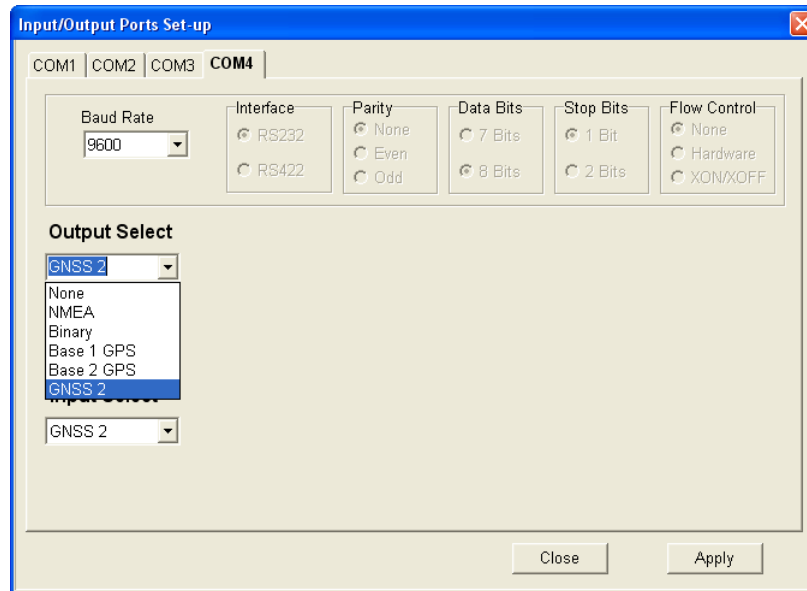 Input/Output Ports Set-up
COM1 COM2 COM3 COM4
Baud Rate
9600
Interface
RS232
RS422
Parity
None
Even
Odd
Data Bits
7 Bits
8 Bits
Stop Bits
1 Bit
2 Bits
Flow Control
None
Hardware
XON/XOFF
Output Select
GNSS 2
None
NMEA
Binary
Base 1 GPS
Base 2 GPS
GNSS 2
Input Select
GNSS 2
Close Apply